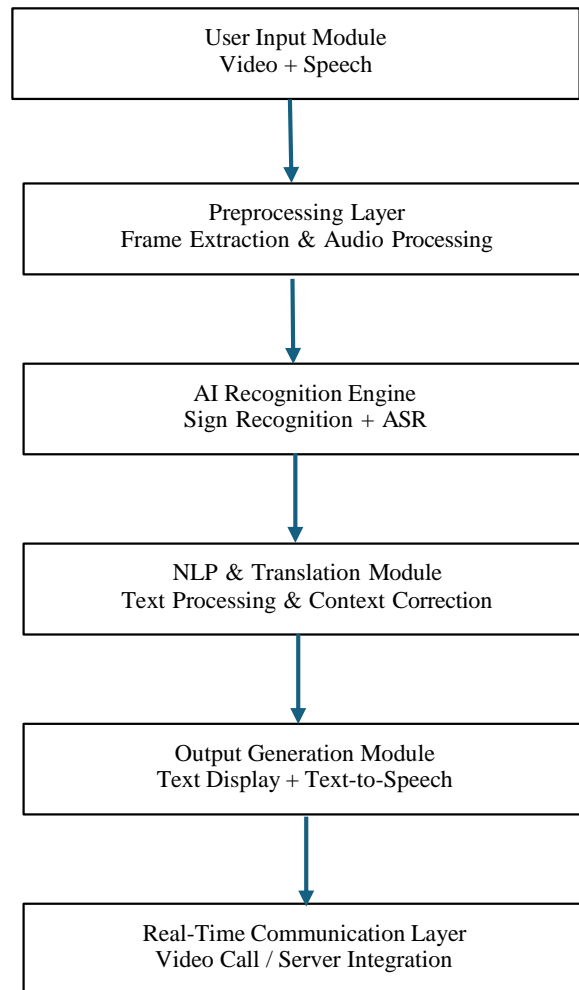 User Input Module
Video + Speech
Preprocessing Layer
Frame Extraction & Audio Processing
AI Recognition Engine
Sign Recognition + ASR
NLP & Translation Module
Text Processing & Context Correction
Output Generation Module
Text Display + Text-to-Speech
Real-Time Communication Layer
Video Call / Server Integration